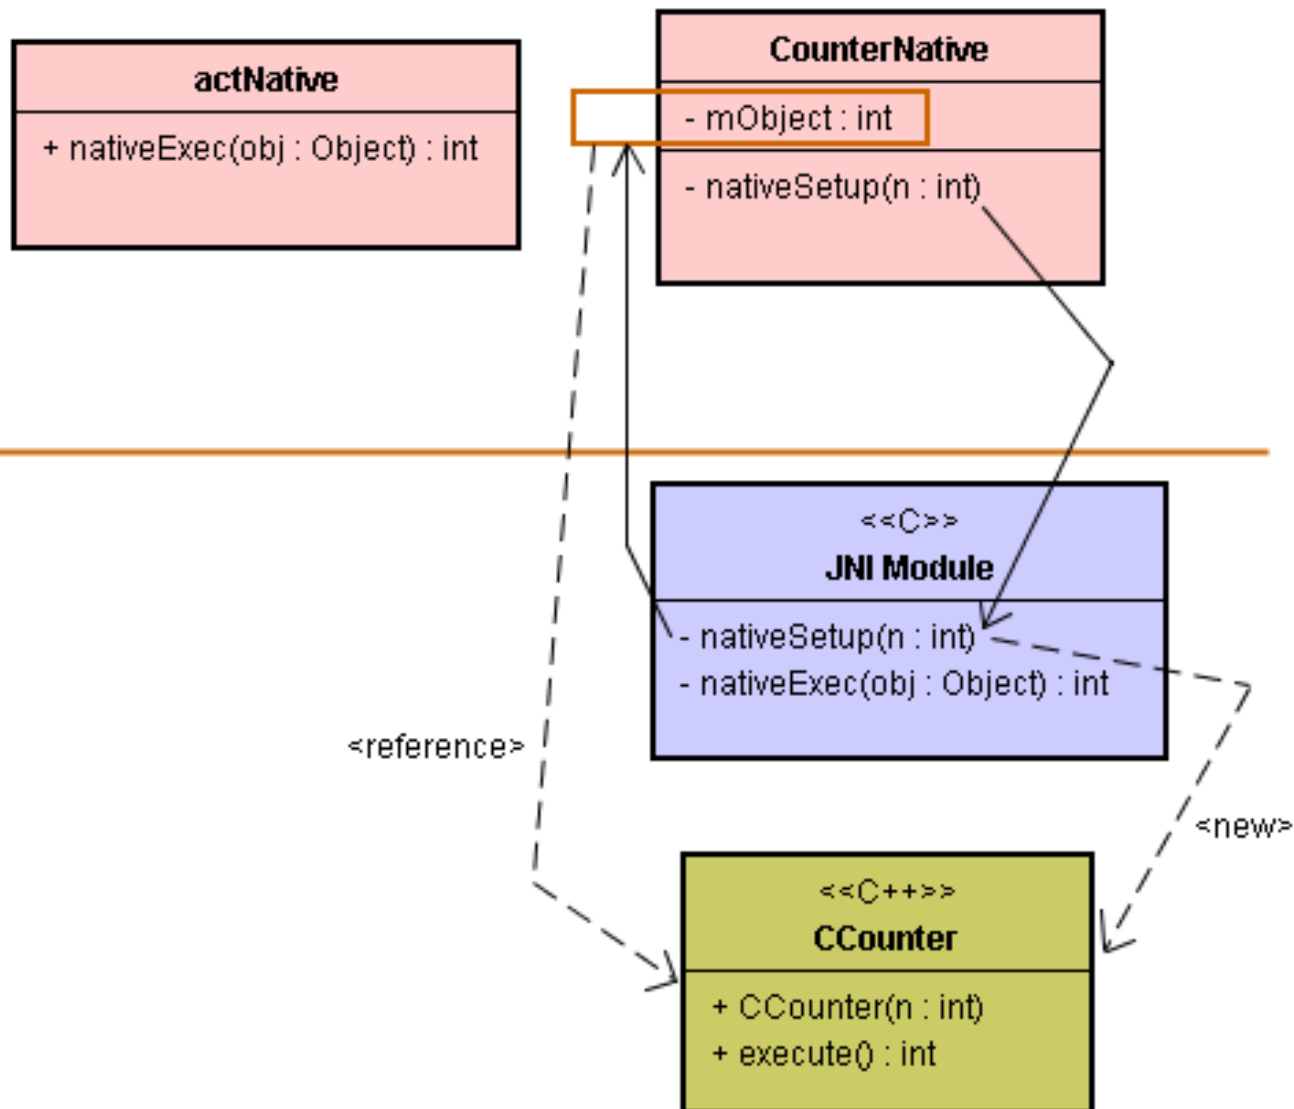 actNative
+ nativeExec(obj : Object) : int
CounterNative
- mObject : int
- nativeSetup(n : int)
<<C>>
JNI Module
- nativeSetup(n : int)
- nativeExec(obj : Object) : int
<reference>
<new>
<<C++>>
CCounter
+ CCounter(n : int)
+ execute() : int